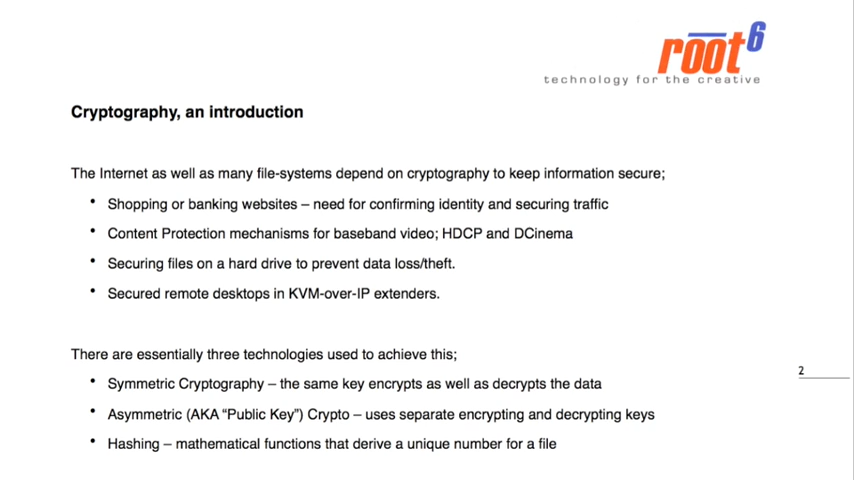 root6
technology for the creative
Cryptography, an introduction
The Internet as well as many file-systems depend on cryptography to keep information secure;
• Shopping or banking websites – need for confirming identity and securing traffic
• Content Protection mechanisms for baseband video; HDCP and DCinema
• Securing files on a hard drive to prevent data loss/theft.
• Secured remote desktops in KVM-over-IP extenders.
There are essentially three technologies used to achieve this;
2
• Symmetric Cryptography – the same key encrypts as well as decrypts the data
• Asymmetric (AKA “Public Key”) Crypto – uses separate encrypting and decrypting keys
• Hashing – mathematical functions that derive a unique number for a file